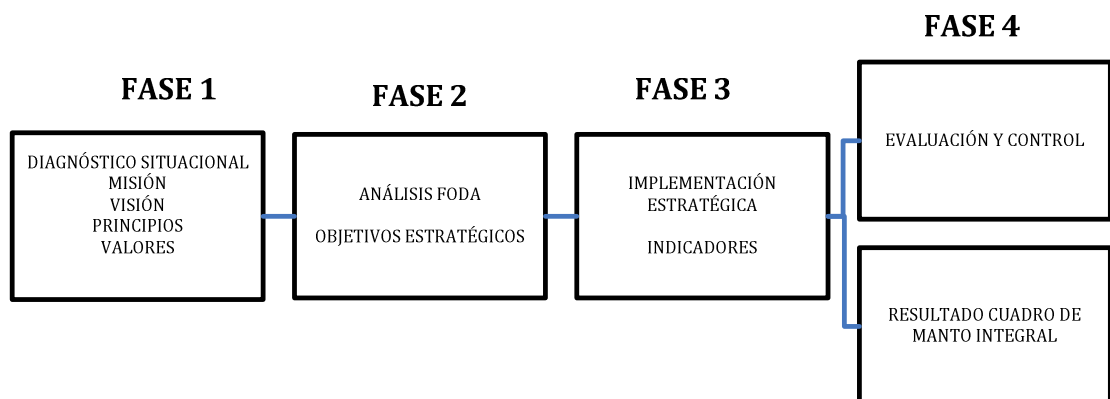 FASE 1
DIAGNÓSTICO SITUACIONAL
MISIÓN
VISIÓN
PRINCIPIOS
VALORES
FASE 2
ANÁLISIS FODA
OBJETIVOS ESTRATÉGICOS
FASE 3
IMPLEMENTACIÓN
ESTRATÉGICA
INDICADORES
FASE 4
EVALUACIÓN Y CONTROL
RESULTADO CUADRO DE
MANTO INTEGRAL